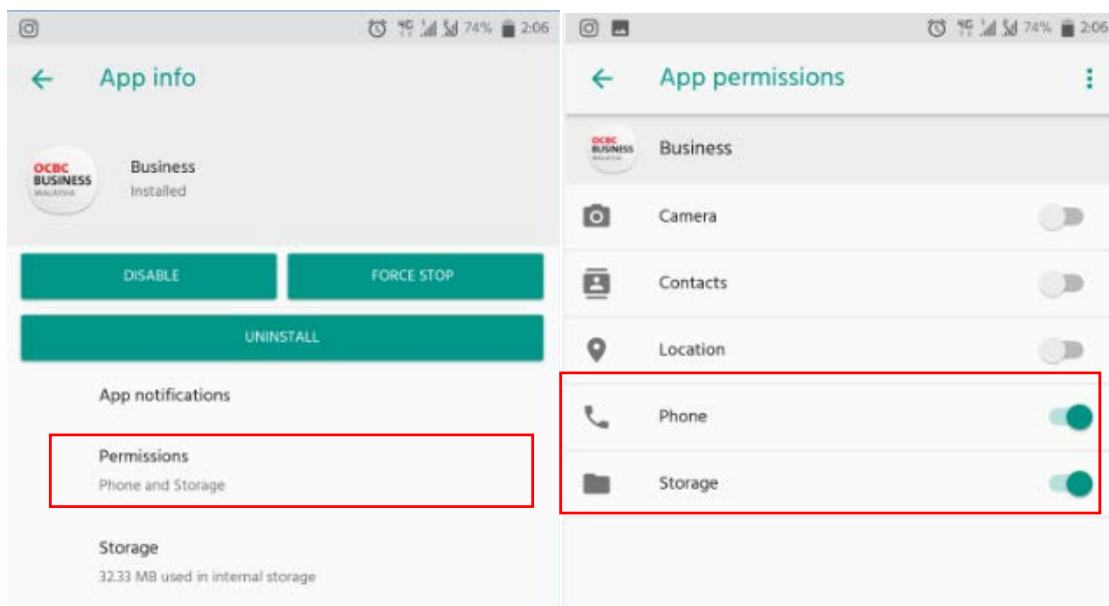 74% 2:06
App info
OCBC
BUSINESS
MALAYSIA
Business
Installed
DISABLE
FORCE STOP
UNINSTALL
App notifications
Permissions
Phone and Storage
Storage
32.33 MB used in internal storage
4G 74% 2:06
App permissions
OCBC
BUSINESS
MALAYSIA
Business
Camera
Contacts
Location
Phone
Storage